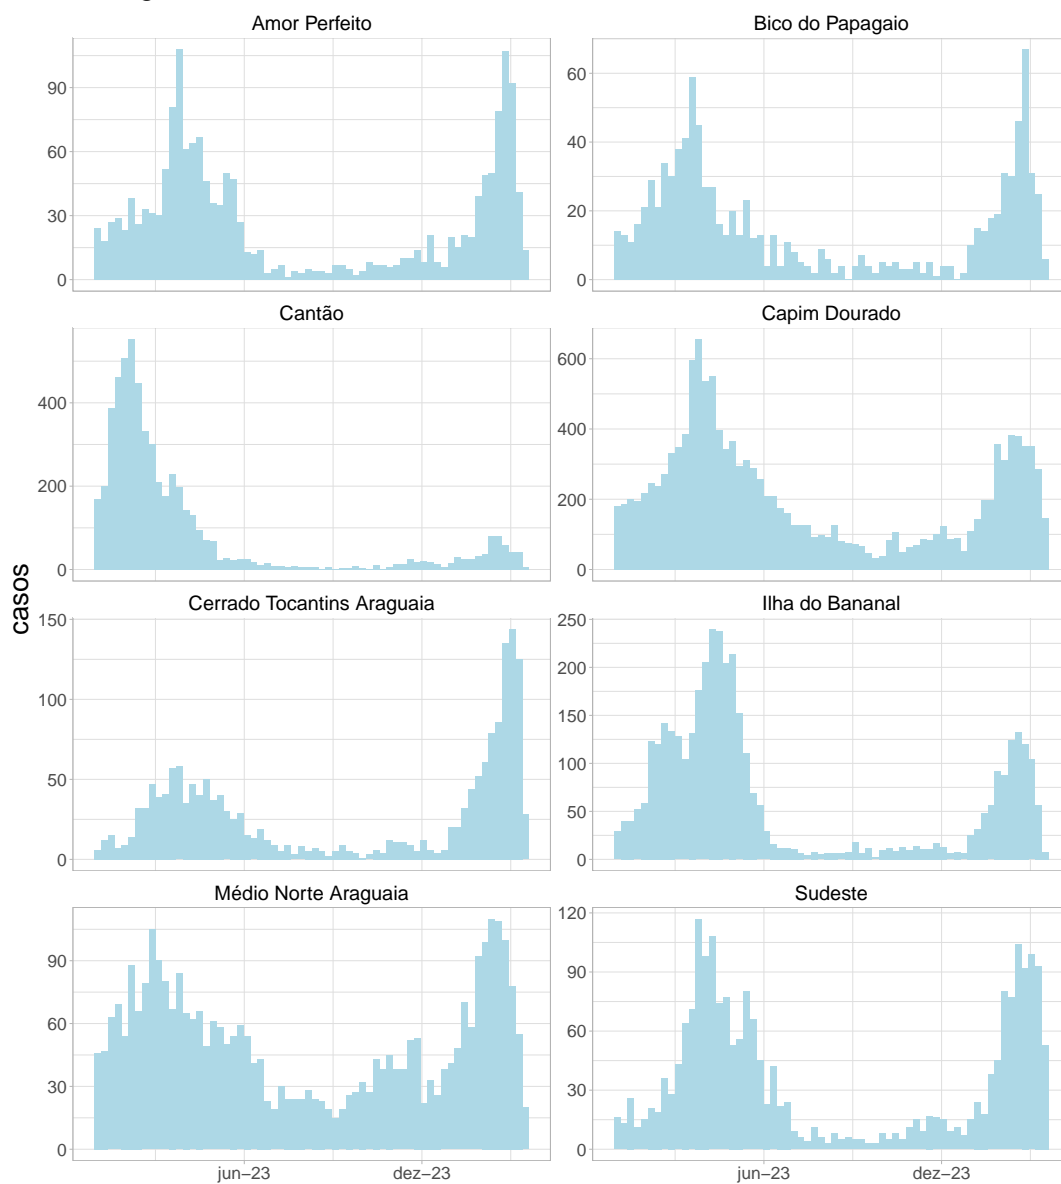 Amor Perfeito
Bico do Papagaio
90
60
30
0
60
40
20
0
Cantão
Capim Dourado
400
200
0
600
400
200
0
casos
Cerrado Tocantins Araguaia
Ilha do Bananal
150
100
50
0
250
200
150
100
50
0
Médio Norte Araguaia
Sudeste
90
60
30
0
120
90
60
30
0
jun−23
dez−23
jun−23
dez−23